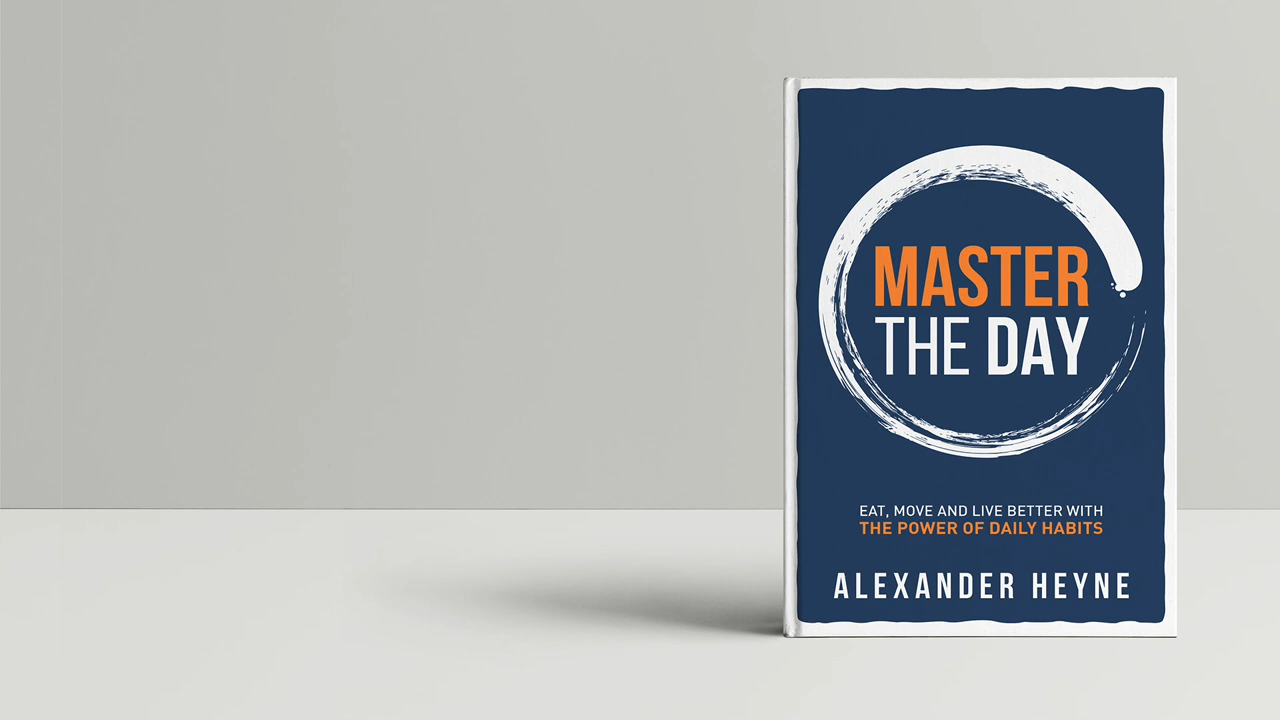 MASTER
THE DAY
EAT, MOVE AND LIVE BETTER WITH
THE POWER OF DAILY HABITS
ALEXANDER HEYNE